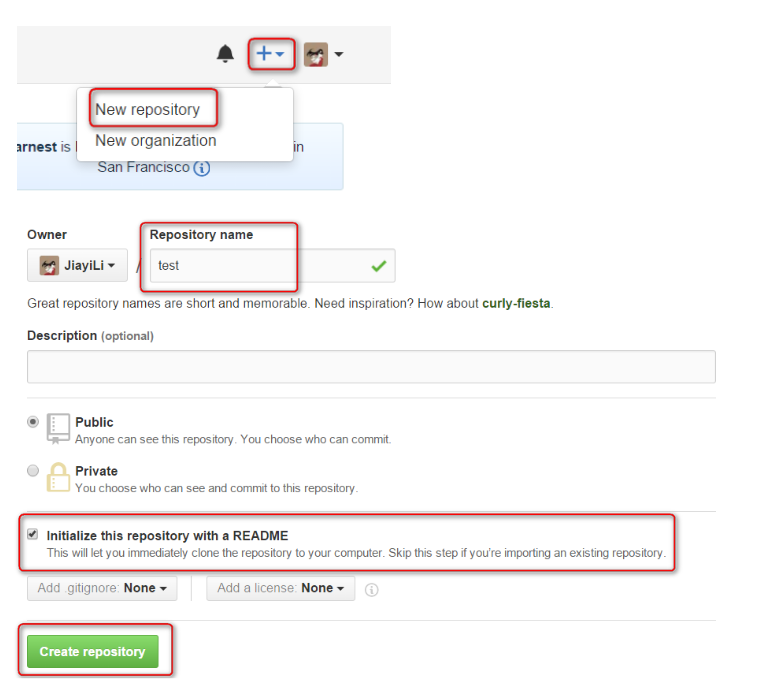 New repository
New organization
arnest is
in
San Francisco
Owner
Repository name
JiayiLi
/
test
Great repository names are short and memorable. Need inspiration? How about curly-fiesta.
Description (optional)
Public
Anyone can see this repository. You choose who can commit.
Private
You choose who can see and commit to this repository.
Initialize this repository with a README
This will let you immediately clone the repository to your computer. Skip this step if you're importing an existing repository.
Add .gitignore: None
Add a license: None
Create repository